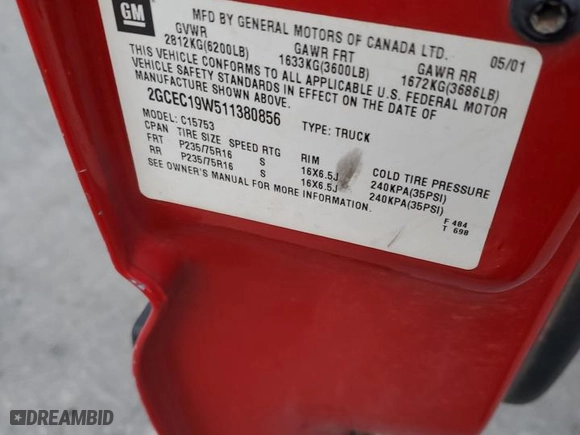 GM
MFD BY GENERAL MOTORS OF CANADA LTD. 05/01
GVWR GAWR FRT GAWR RR
2812KG(6200LB) 1633KG(3600LB) 1672KG(3686LB)
THIS VEHICLE CONFORMS TO ALL APPLICABLE U.S. FEDERAL MOTOR
VEHICLE SAFETY STANDARDS IN EFFECT ON THE DATE OF
MANUFACTURE SHOWN ABOVE.
2GCEC19W511380856 TYPE: TRUCK
MODEL: C15753
CPAN TIRE SIZE SPEED RTG RIM COLD TIRE PRESSURE
FRT P235/75R16 S 16X6.5J 240KPA(35PSI)
RR P235/75R16 S 16X6.5J 240KPA(35PSI)
SEE OWNER'S MANUAL FOR MORE INFORMATION.
F 484
T 698
DREAMBID